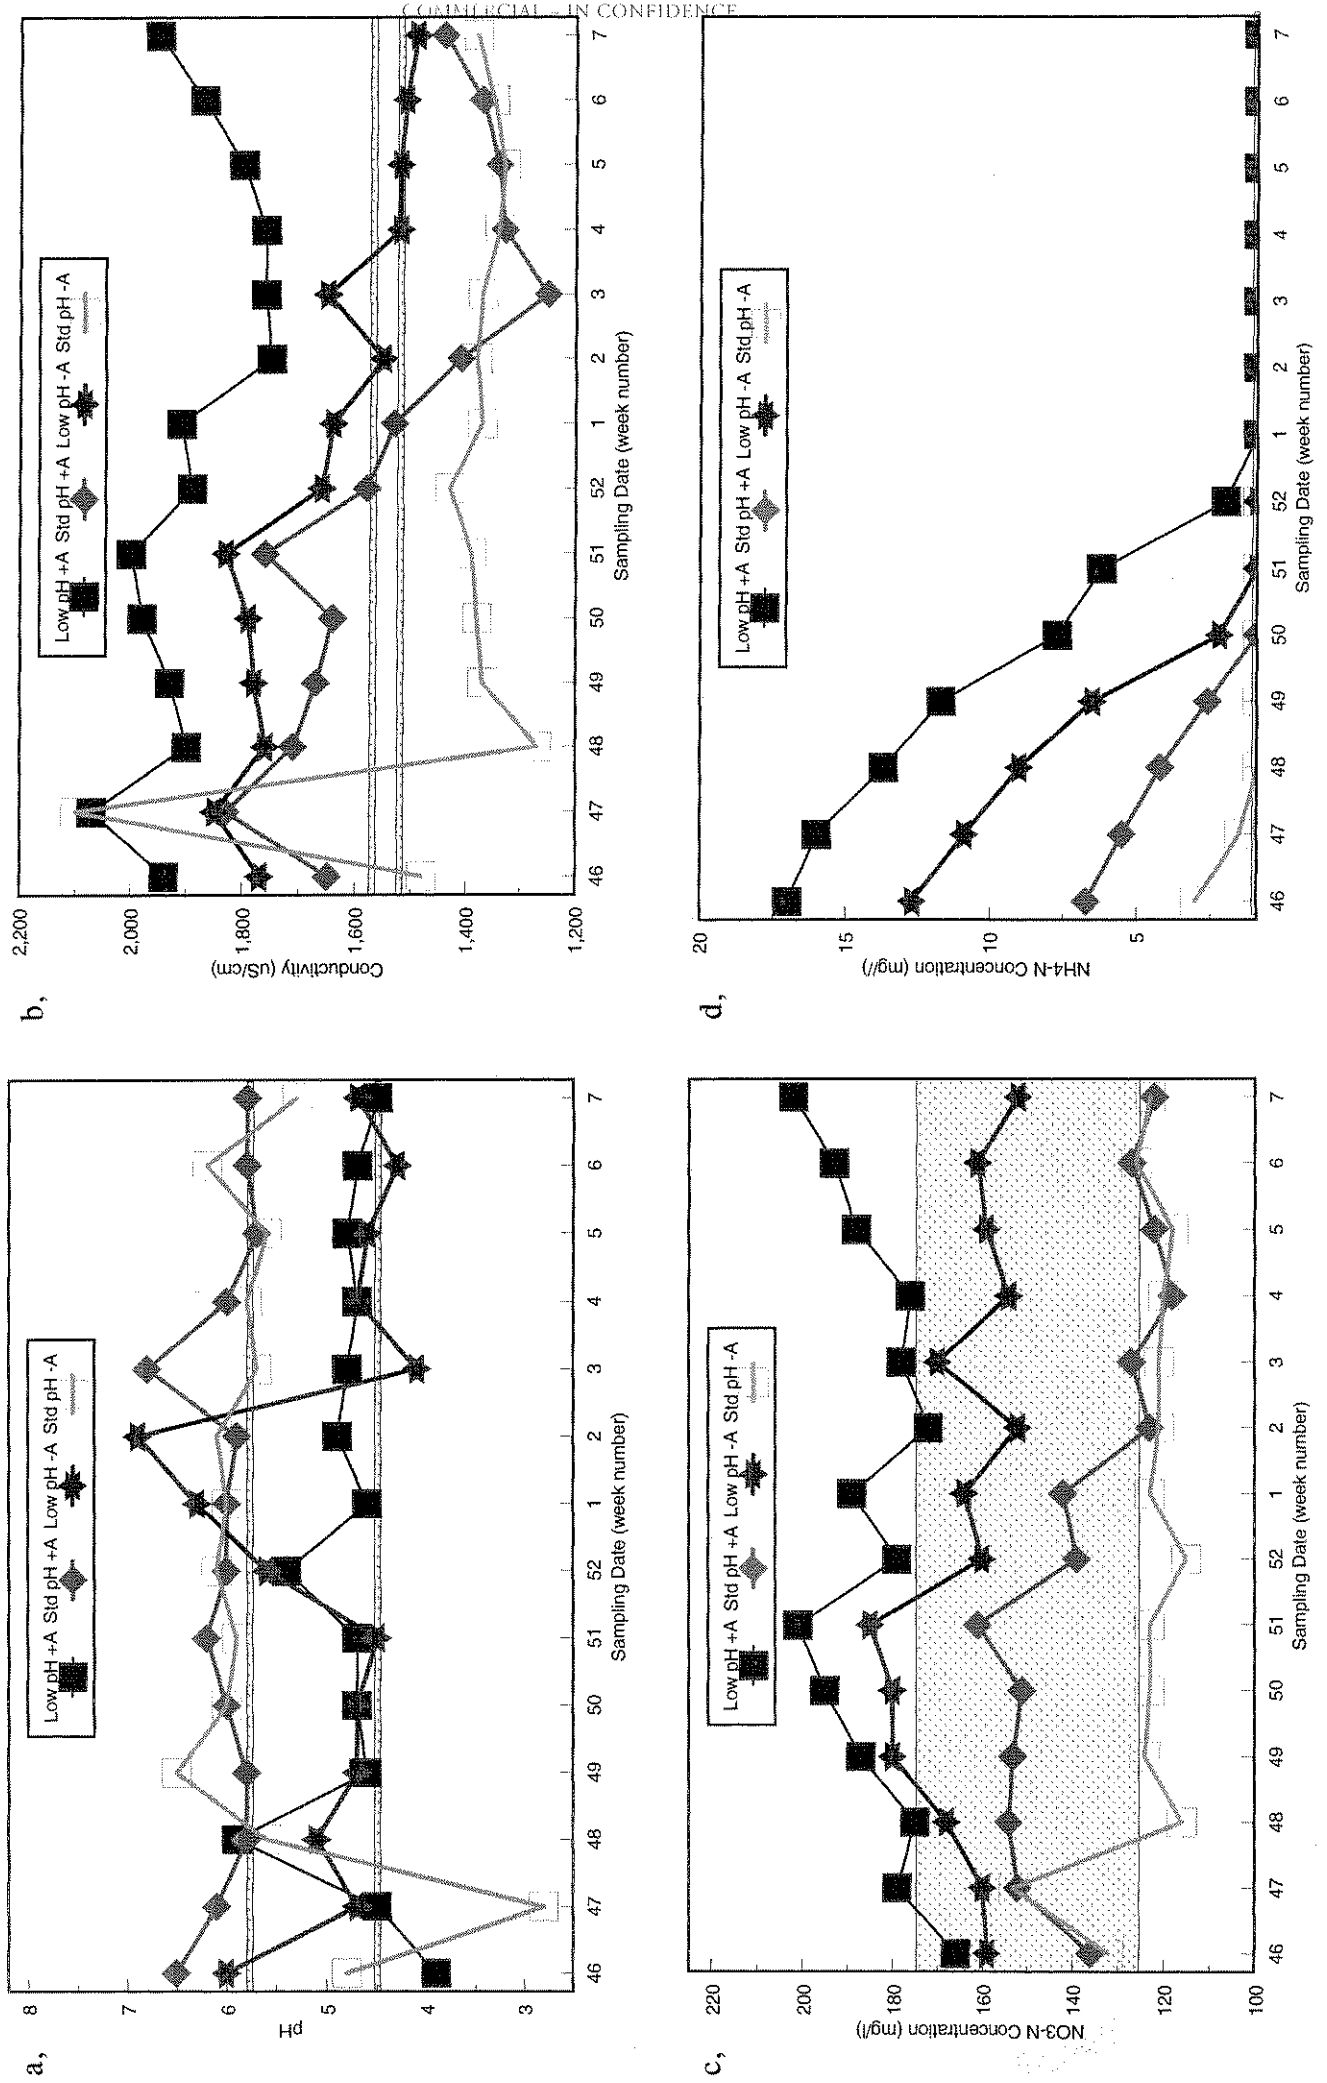 COMMERCIAL – IN CONFIDENCE
a,
Low pH +A Std pH +A Low pH -A Std pH -A
pH
8
7
6
5
4
3
46 47 48 49 50 51 52 1 2 3 4 5 6 7
Sampling Date (week number)
b,
Low pH +A Std pH +A Low pH -A Std pH -A
Conductivity (uS/cm)
2,200
2,000
1,800
1,600
1,400
1,200
46 47 48 49 50 51 52 1 2 3 4 5 6 7
Sampling Date (week number)
c,
Low pH +A Std pH +A Low pH -A Std pH -A
NO3-N Concentration (mg/l)
220
200
180
160
140
120
100
46 47 48 49 50 51 52 1 2 3 4 5 6 7
Sampling Date (week number)
d,
Low pH +A Std pH +A Low pH -A Std pH -A
NH4-N Concentration (mg/l)
20
15
10
5
46 47 48 49 50 51 52 1 2 3 4 5 6 7
Sampling Date (week number)